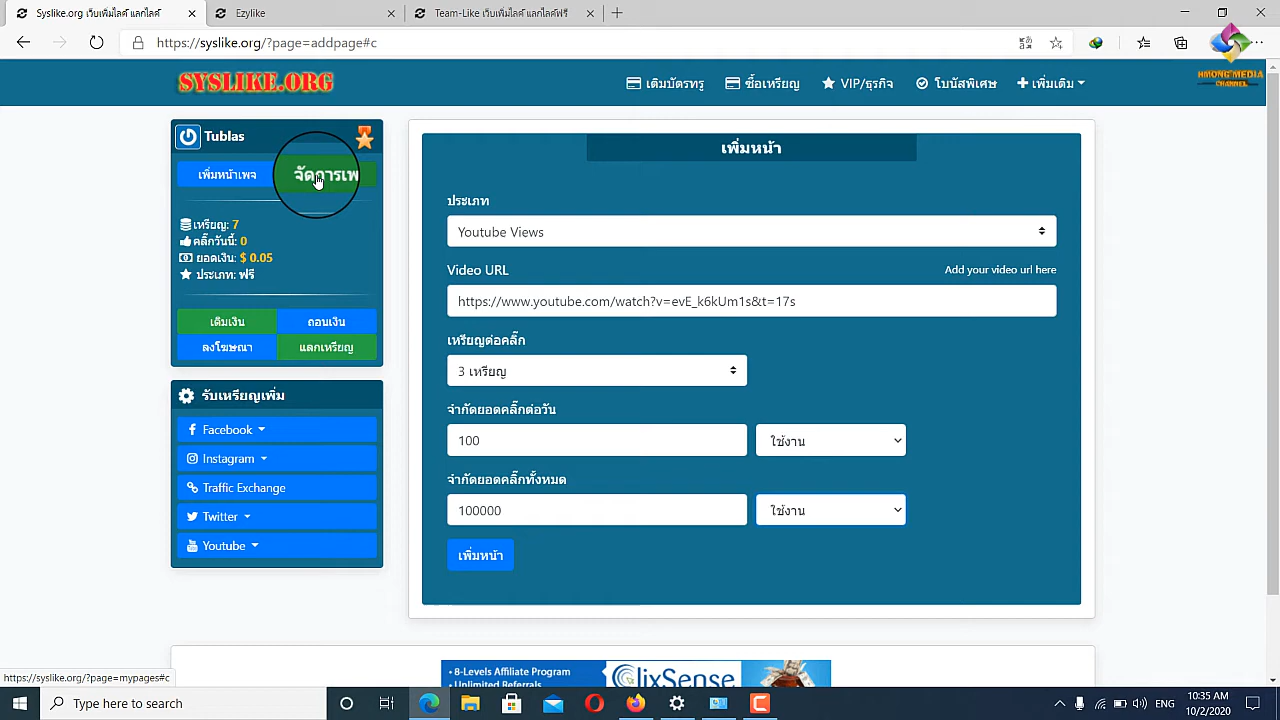 Syslike.org เว็บเพิ่มไลค์ แลกไลค์
Ezylike
Team-Like เว็บเพิ่มไลค์ แลกไลค์ฟรี
https://syslike.org/?page=addpage#c
HMONG MEDIA
CHANNEL
SYSLIKE.ORG
เติมบัตรทรู
ซื้อเหรียญ
VIP/ธุรกิจ
โบนัสพิเศษ
เพิ่มเติม
Tublas
เพิ่มหน้าเพจ
จัดการเพ
เหรียญ: 7
คลิ๊กวันนี้: 0
ยอดเงิน: $ 0.05
ประเภท: ฟรี
เติมเงิน
ถอนเงิน
ลงโฆษณา
แลกเหรียญ
รับเหรียญเพิ่ม
Facebook
Instagram
Traffic Exchange
Twitter
Youtube
เพิ่มหน้า
ประเภท
Youtube Views
Video URL
Add your video url here
https://www.youtube.com/watch?v=evE_k6kUm1s&t=17s
เหรียญต่อคลิ๊ก
3 เหรียญ
จำกัดยอดคลิ๊กต่อวัน
100
ใช้งาน
จำกัดยอดคลิ๊กทั้งหมด
100000
ใช้งาน
เพิ่มหน้า
• 8-Levels Affiliate Program
• Unlimited Referrals
ClixSense
https://syslike.org/?page=mypages#c
Type here to search
ENG
10:35 AM
10/2/2020